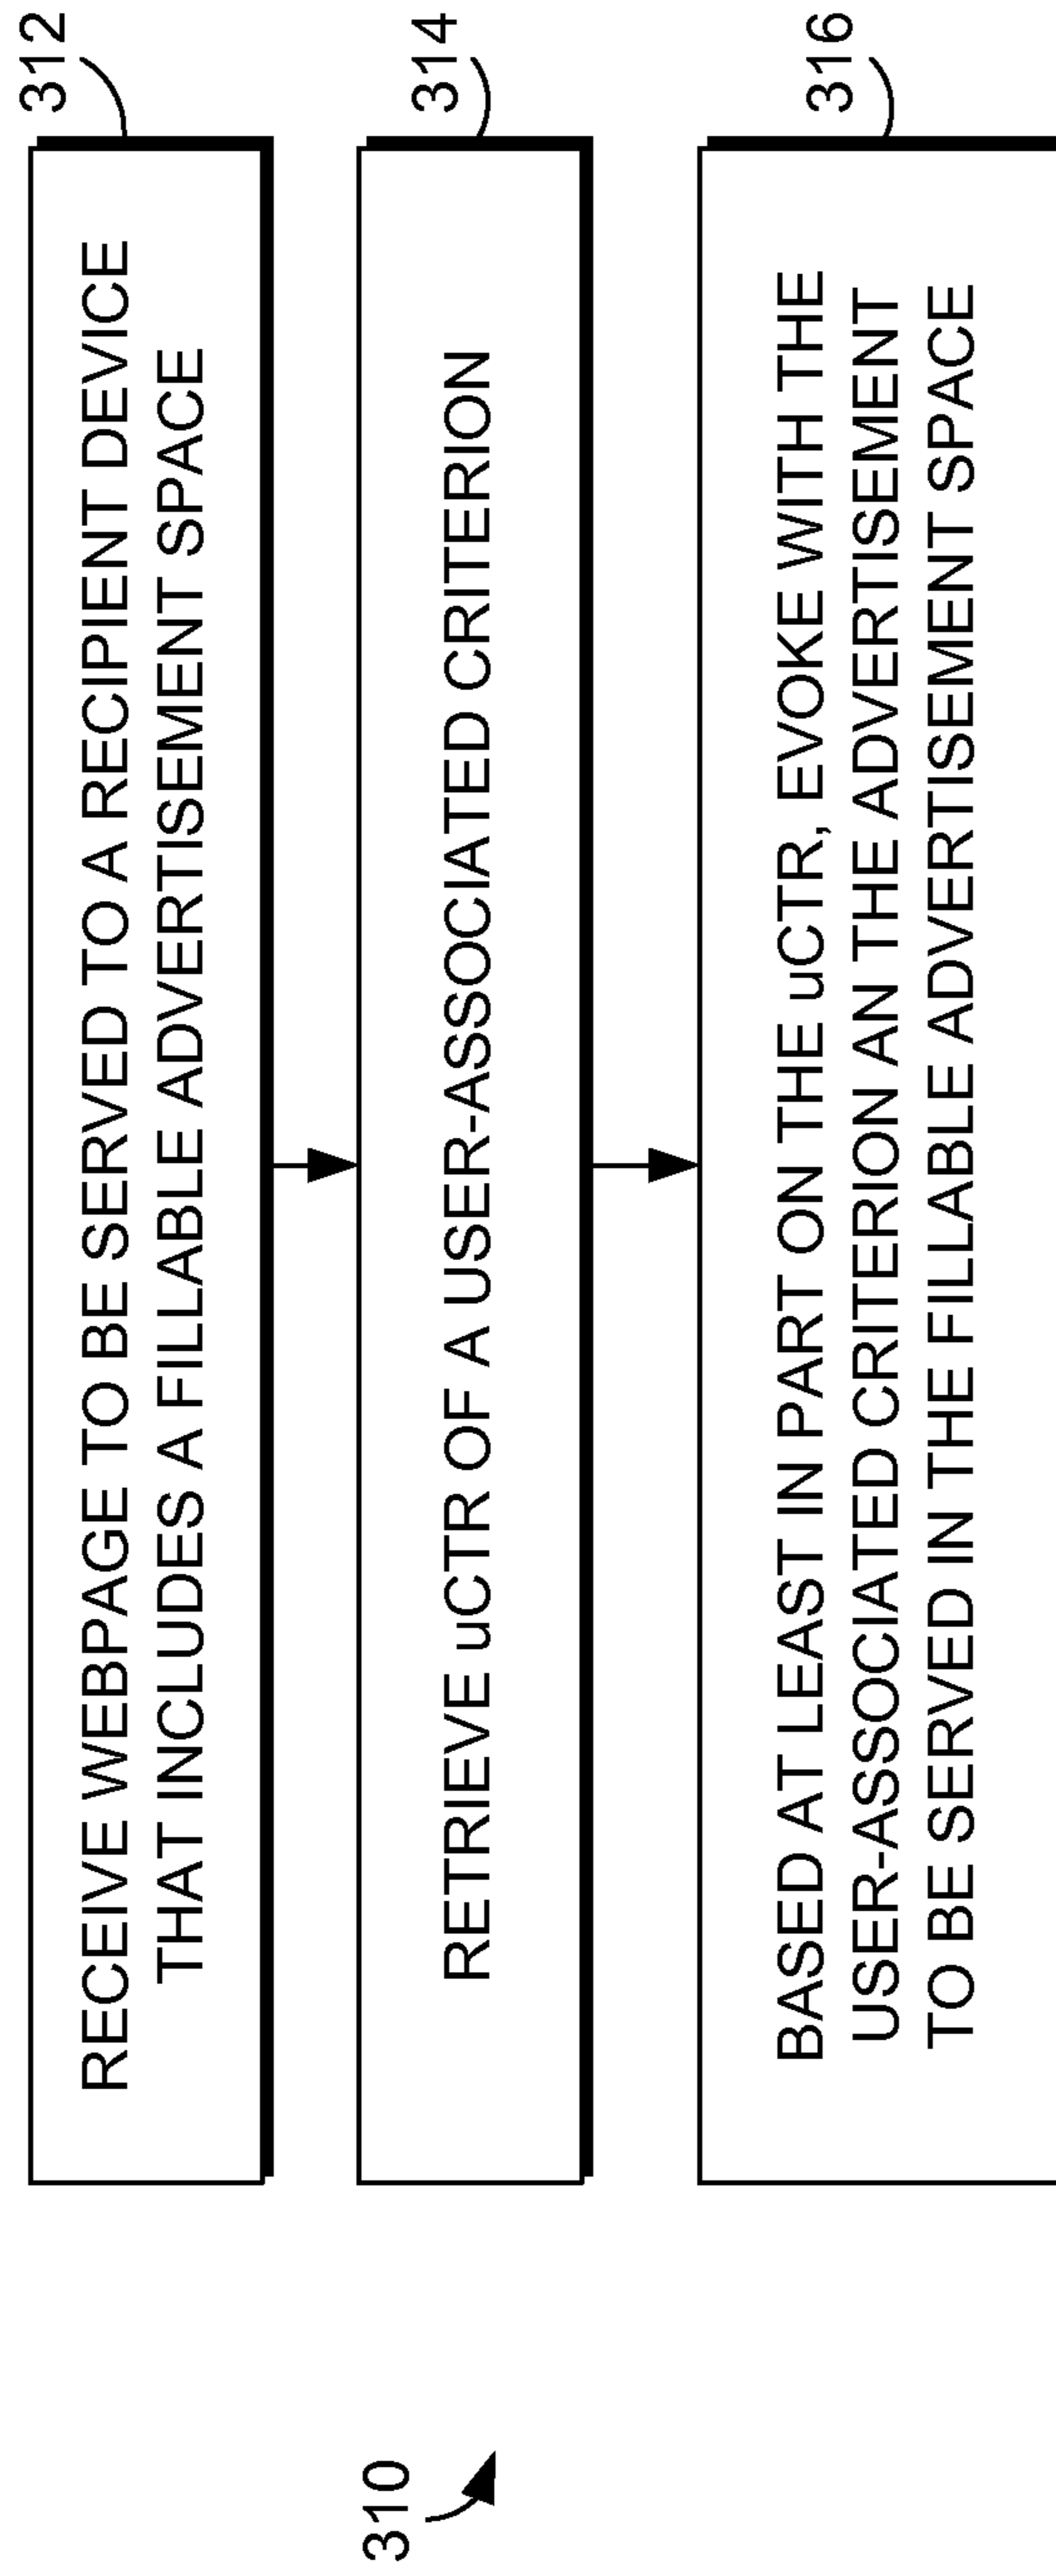 310
312
RECEIVE WEBPAGE TO BE SERVED TO A RECIPIENT DEVICE
THAT INCLUDES A FILLABLE ADVERTISEMENT SPACE
314
RETRIEVE uCTR OF A USER-ASSOCIATED CRITERION
316
BASED AT LEAST IN PART ON THE uCTR, EVOKE WITH THE
USER-ASSOCIATED CRITERION AN THE ADVERTISEMENT
TO BE SERVED IN THE FILLABLE ADVERTISEMENT SPACE